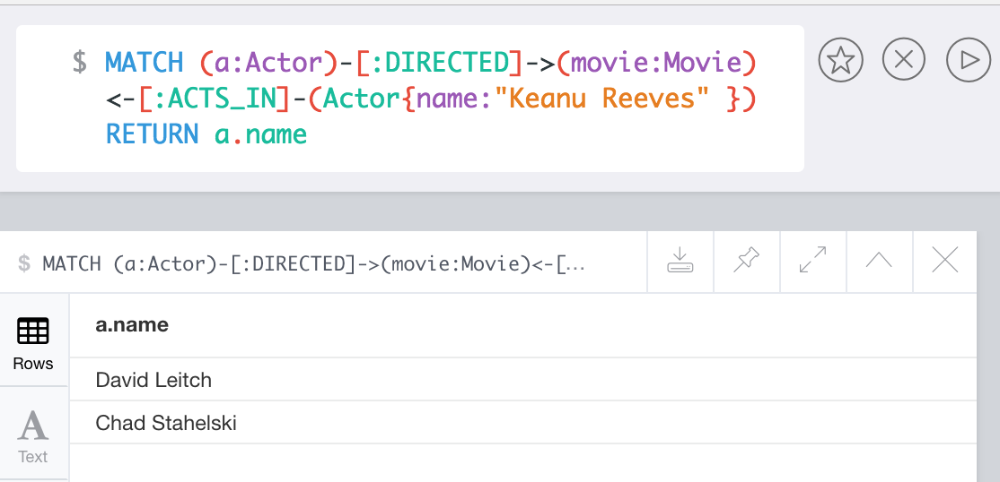 $ MATCH (a:Actor)-[:DIRECTED]->(movie:Movie)
<-[:ACTS_IN]-(Actor{name:"Keanu Reeves" })
RETURN a.name
$ MATCH (a:Actor)-[:DIRECTED]->(movie:Movie)<-[…
a.name
Rows
David Leitch
Chad Stahelski
A
Text